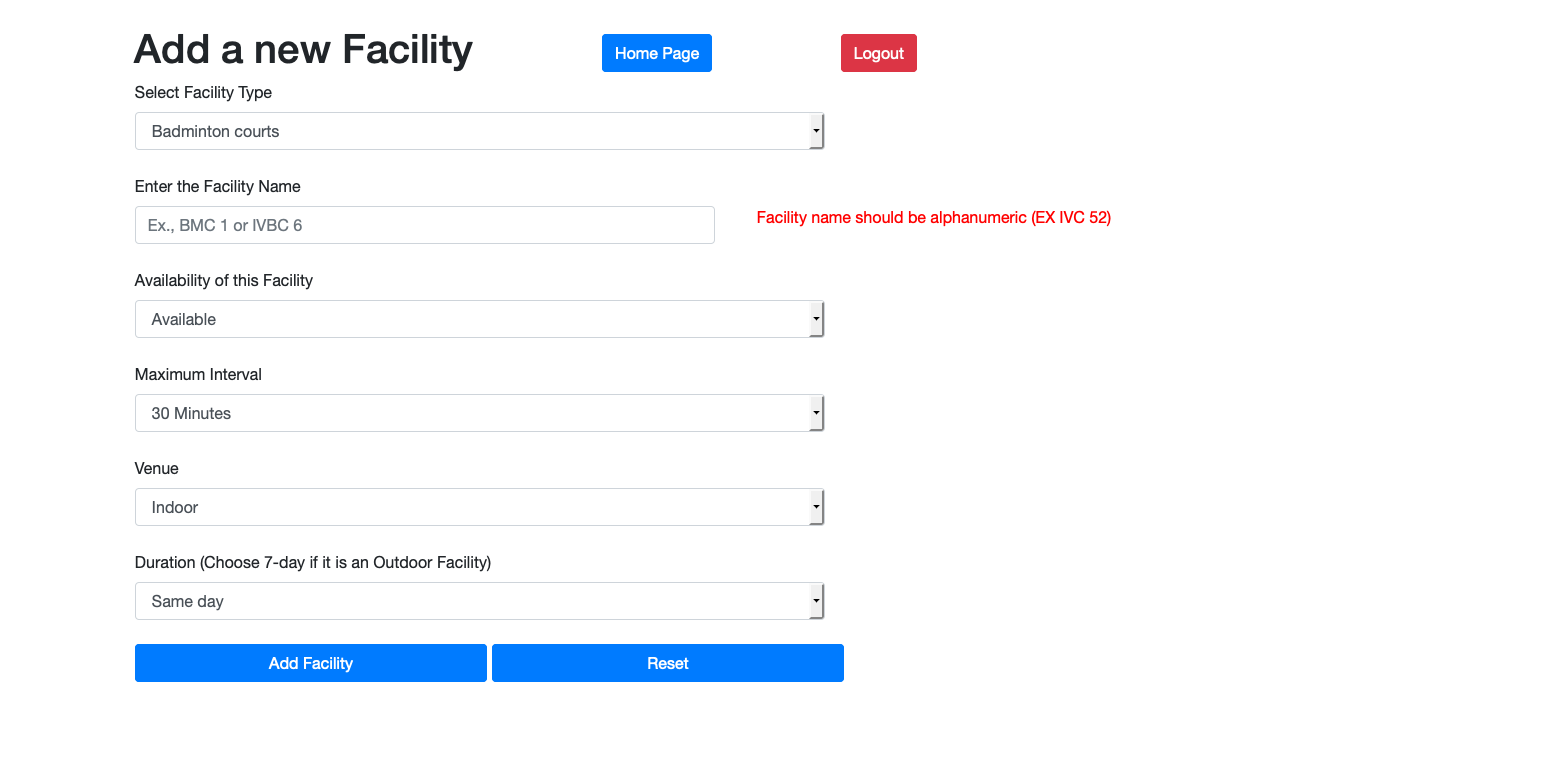 Add a new Facility
Home Page
Logout
Select Facility Type
Badminton courts
Enter the Facility Name
Ex., BMC 1 or IVBC 6
Facility name should be alphanumeric (EX IVC 52)
Availability of this Facility
Available
Maximum Interval
30 Minutes
Venue
Indoor
Duration (Choose 7-day if it is an Outdoor Facility)
Same day
Add Facility
Reset